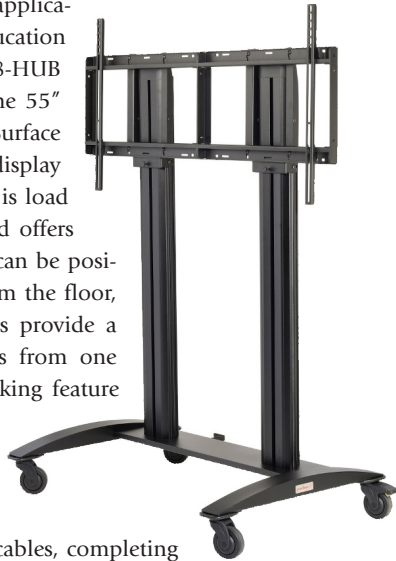 applica-
ucation
-HUB
55”
urface
display
is load
d offers
can be posi-
m the floor,
s provide a
s from one
king feature
cables, completing